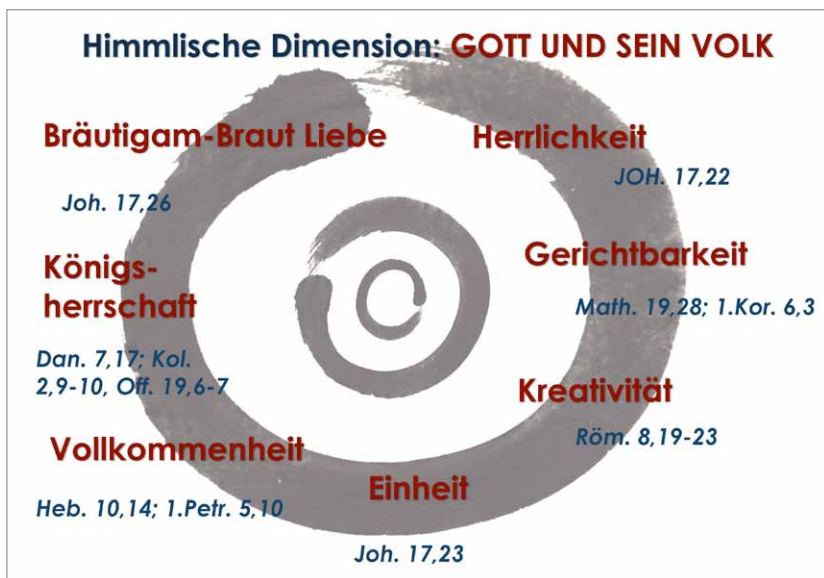 Himmlische Dimension: GOTT UND SEIN VOLK
Bräutigam-Braut Liebe
Joh. 17,26
Herrlichkeit
JOH. 17,22
Gerichtbarkeit
Math. 19,28; 1.Kor. 6,3
Königs-
herrschaft
Dan. 7,17; Kol.
2,9-10, Off. 19,6-7
Kreativität
Röm. 8,19-23
Vollkommenheit
Heb. 10,14; 1.Petr. 5,10
Einheit
Joh. 17,23